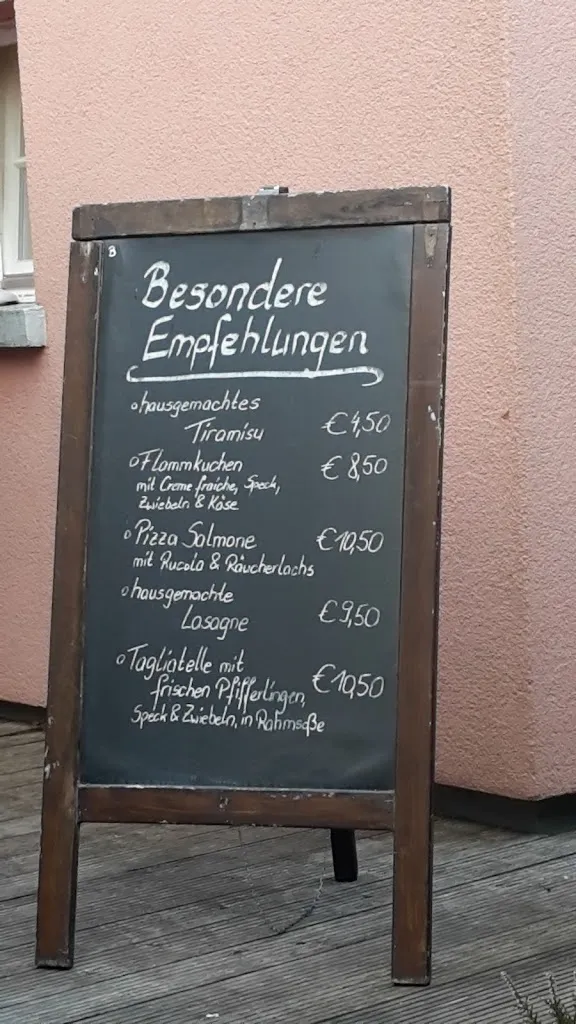 B
Besondere
Empfehlungen
hausgemachtes
Tiramisu €4,50
Flammkuchen €8,50
mit Creme fraiche, Speck,
Zwiebeln & Käse
Pizza Salmone €10,50
mit Rucola & Räucherlachs
hausgemachte
Lasagne €9,50
Tagliatelle mit
frischen Pfifferlingen, €10,50
Speck & Zwiebeln, in Rahmsoße